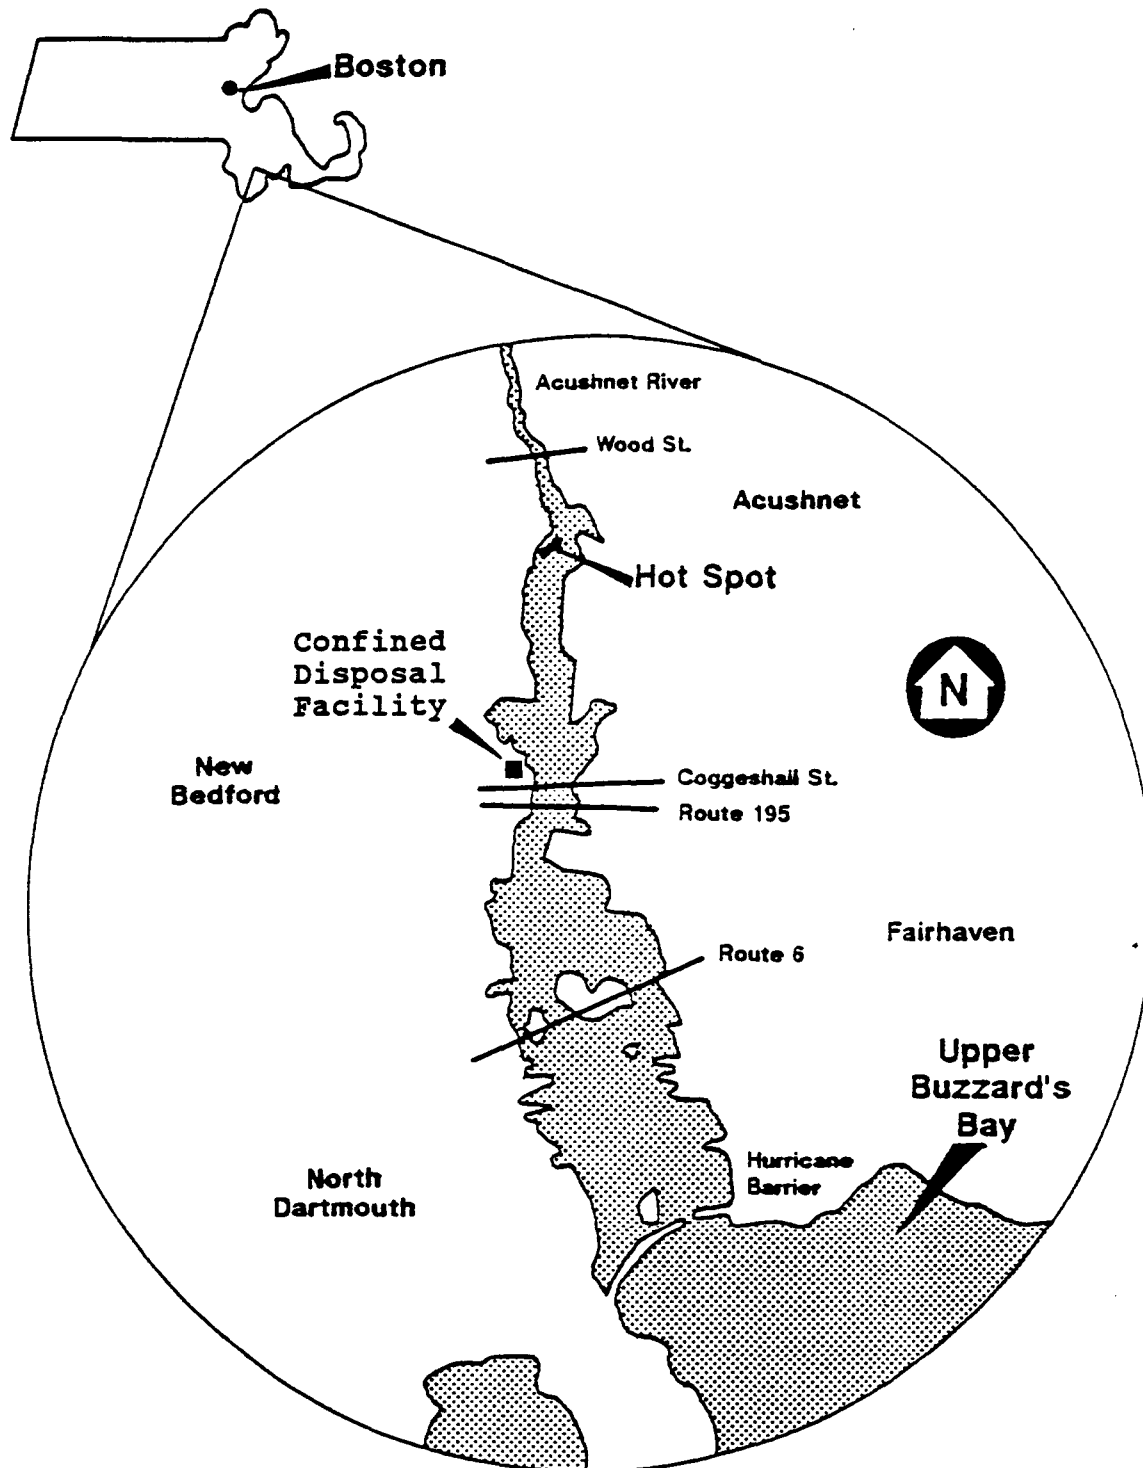 Boston
Acushnet River
Wood St.
Acushnet
Hot Spot
Confined
Disposal
Facility
N
New
Bedford
Coggeshall St.
Route 195
Fairhaven
Route 6
Upper
Buzzard's
Bay
Hurricane
Barrier
North
Dartmouth